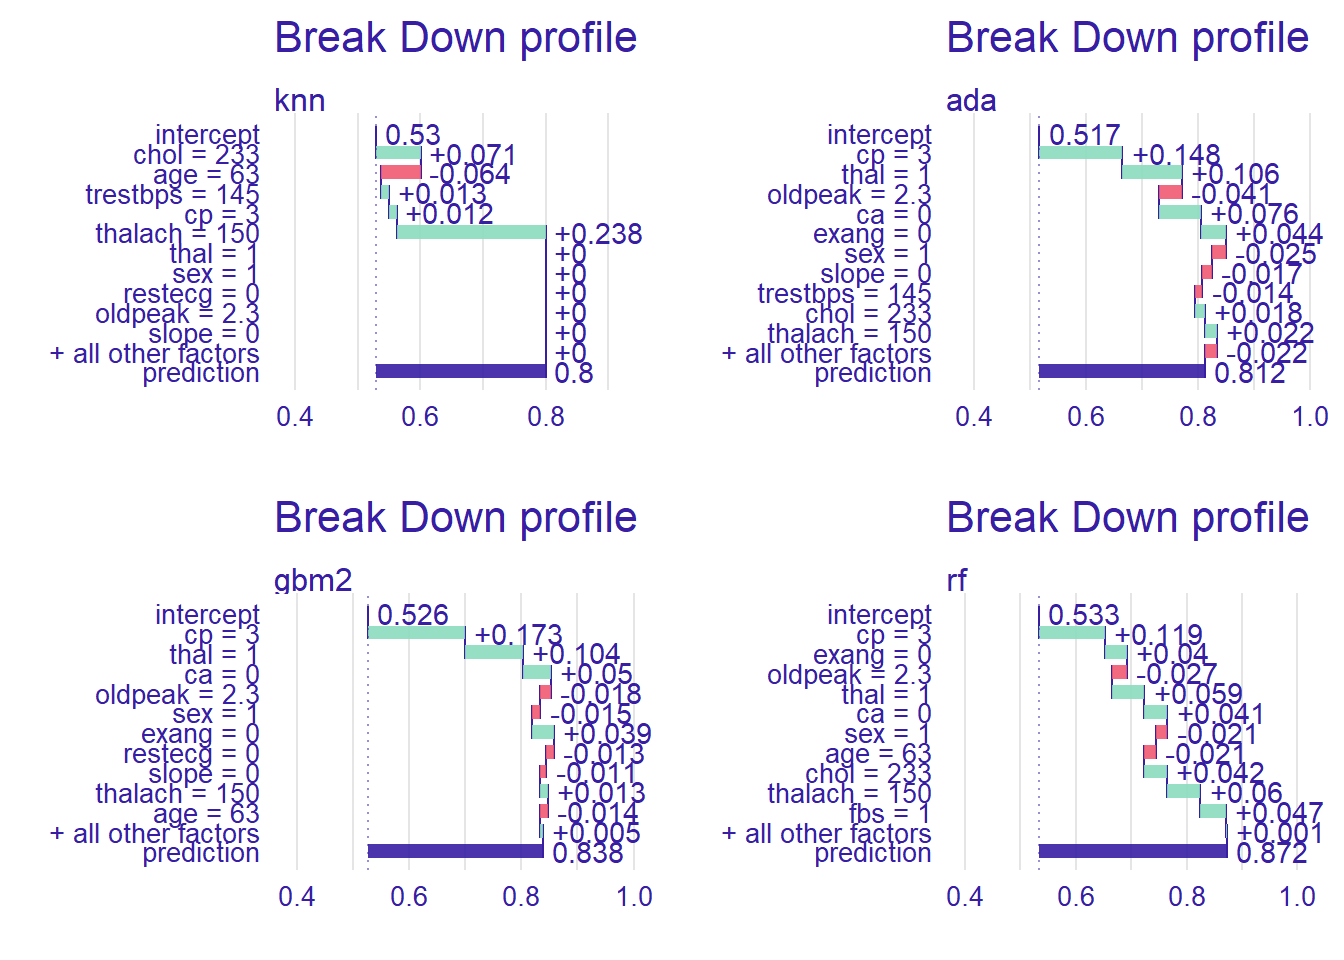 Break Down profile
knn
intercept 0.53
chol = 233 +0.071
age = 63 -0.064
trestbps = 145 +0.013
cp = 3 +0.012
thalach = 150 +0.238
thal = 1 +0
sex = 1 +0
restecg = 0 +0
oldpeak = 2.3 +0
slope = 0 +0
+ all other factors +0
prediction 0.8
0.4 0.6 0.8
Break Down profile
ada
intercept 0.517
cp = 3 +0.148
thal = 1 +0.106
oldpeak = 2.3 -0.041
ca = 0 +0.076
exang = 0 +0.044
sex = 1 -0.025
slope = 0 -0.017
trestbps = 145 -0.014
chol = 233 +0.018
thalach = 150 +0.022
+ all other factors -0.022
prediction 0.812
0.4 0.6 0.8 1.0
Break Down profile
gbm2
intercept 0.526
cp = 3 +0.173
thal = 1 +0.104
ca = 0 +0.05
oldpeak = 2.3 -0.018
sex = 1 -0.015
exang = 0 +0.039
restecg = 0 -0.013
slope = 0 -0.011
thalach = 150 +0.013
age = 63 -0.014
+ all other factors +0.005
prediction 0.838
0.4 0.6 0.8 1.0
Break Down profile
rf
intercept 0.533
cp = 3 +0.119
exang = 0 +0.04
oldpeak = 2.3 -0.027
thal = 1 +0.059
ca = 0 +0.041
sex = 1 -0.021
age = 63 -0.021
chol = 233 +0.042
thalach = 150 +0.06
fbs = 1 +0.047
+ all other factors +0.001
prediction 0.872
0.4 0.6 0.8 1.0